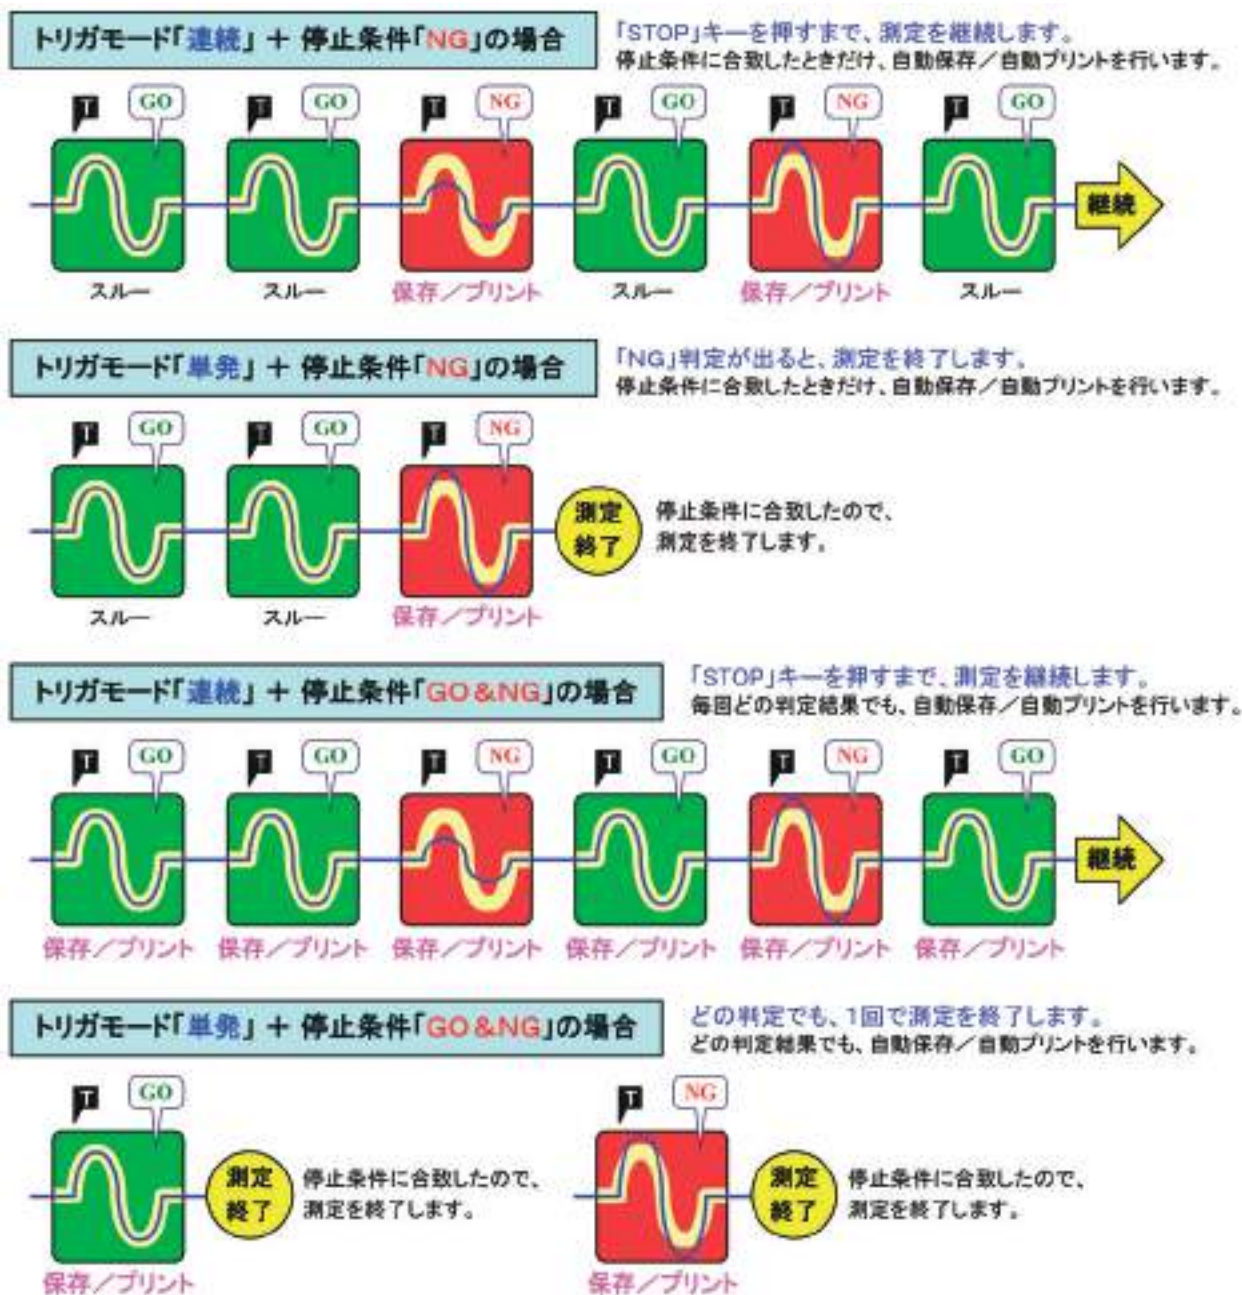 トリガモード「連続」 + 停止条件「NG」の場合
「STOP」キーを押すまで、測定を継続します。
停止条件に合致したときだけ、自動保存／自動プリントを行います。
T GO T GO T NG T GO T NG T GO
継続
スルー スルー 保存／プリント スルー 保存／プリント スルー
トリガモード「単発」 + 停止条件「NG」の場合
「NG」判定が出ると、測定を終了します。
停止条件に合致したときだけ、自動保存／自動プリントを行います。
T GO T GO T NG
測定
終了
停止条件に合致したので、
測定を終了します。
スルー スルー 保存／プリント
トリガモード「連続」 + 停止条件「GO&NG」の場合
「STOP」キーを押すまで、測定を継続します。
毎回どの判定結果でも、自動保存／自動プリントを行います。
T GO T GO T NG T GO T NG T GO
継続
保存／プリント 保存／プリント 保存／プリント 保存／プリント 保存／プリント 保存／プリント
トリガモード「単発」 + 停止条件「GO&NG」の場合
どの判定でも、1回で測定を終了します。
どの判定結果でも、自動保存／自動プリントを行います。
T GO T NG
測定
終了
停止条件に合致したので、
測定を終了します。
測定
終了
停止条件に合致したので、
測定を終了します。
保存／プリント 保存／プリント